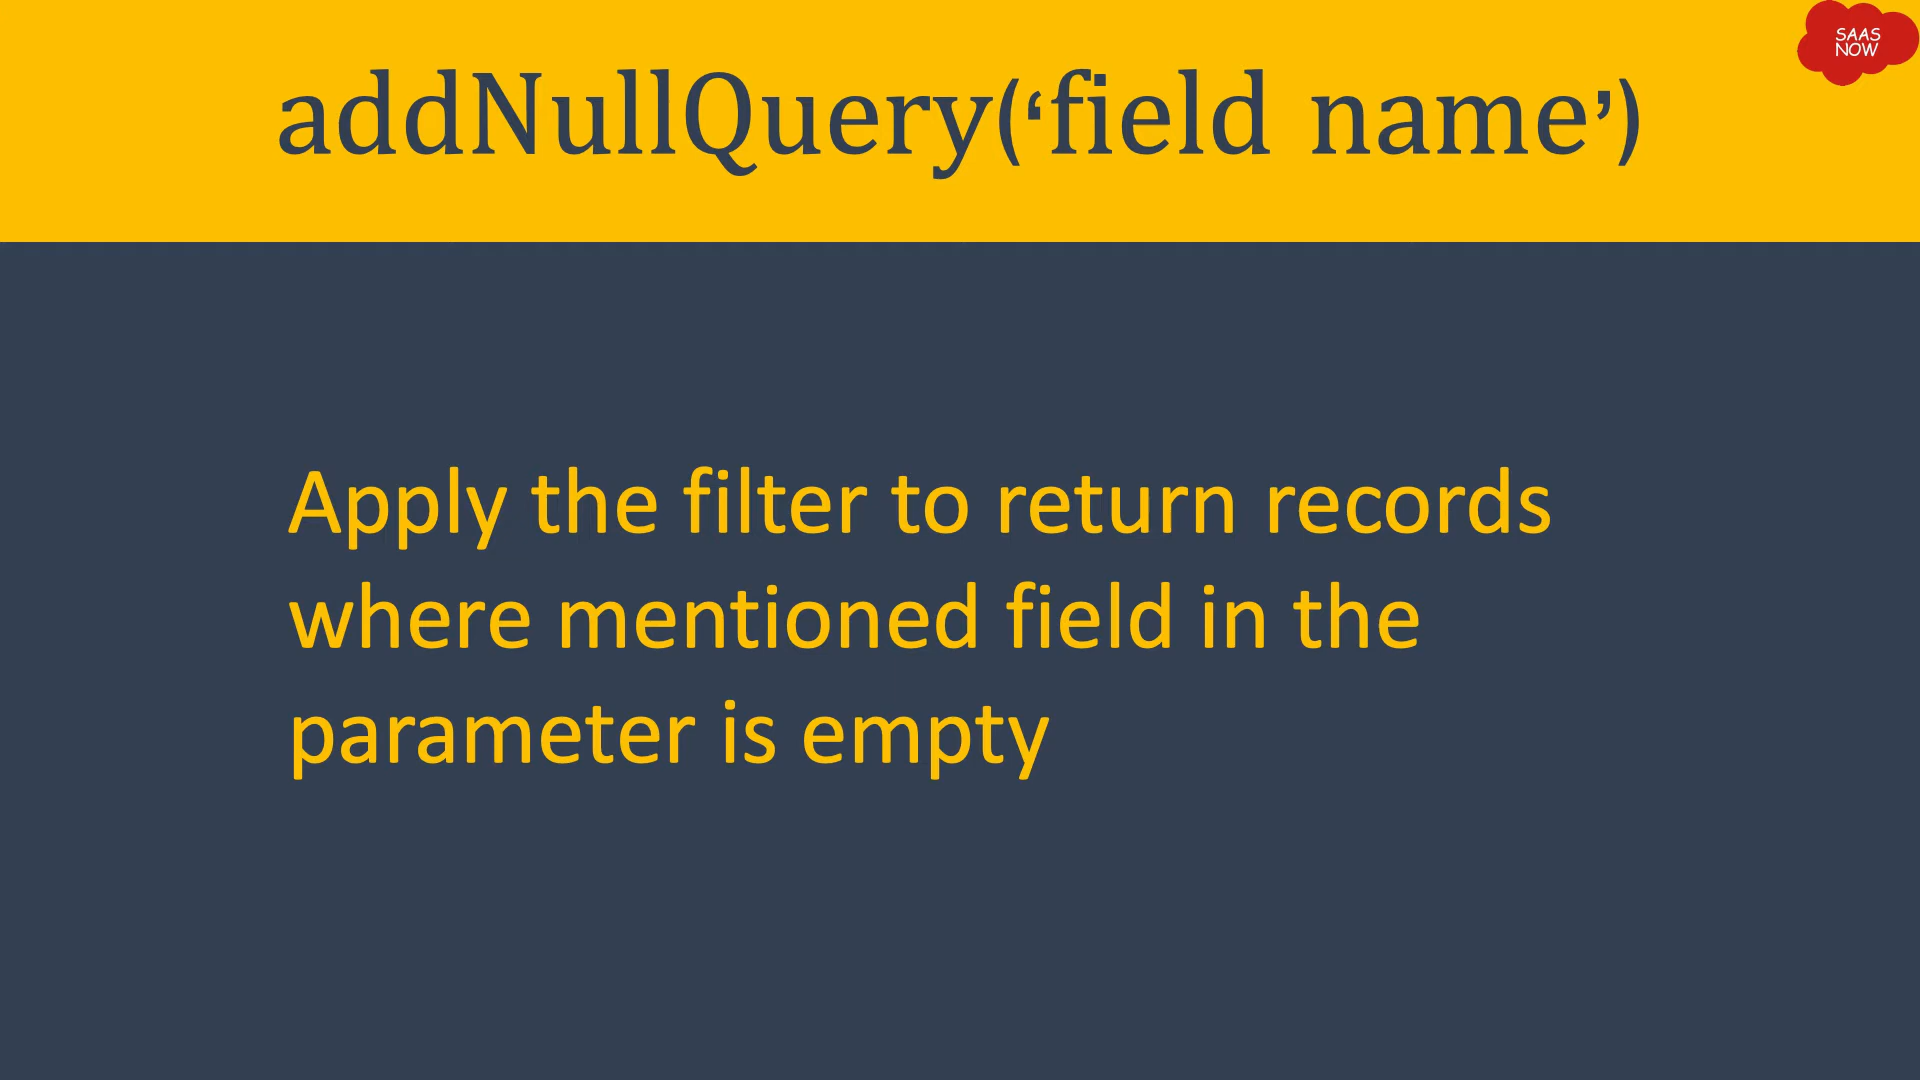 SAAS
NOW
addNullQuery(‘field name’)
Apply the filter to return records
where mentioned field in the
parameter is empty